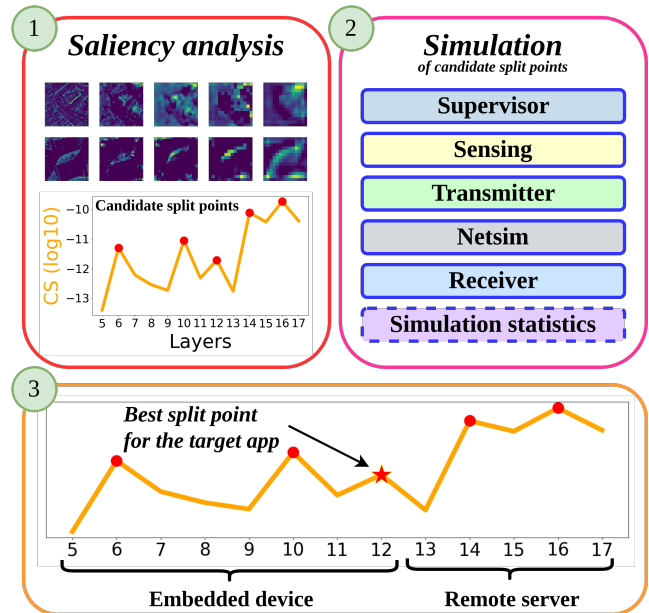 1
Saliency analysis
Candidate split points
CS (log10)
−10
−11
−12
−13
5 6 7 8 9 10 11 12 13 14 15 16 17
Layers
2
Simulation
of candidate split points
Supervisor
Sensing
Transmitter
Netsim
Receiver
Simulation statistics
3
Best split point
for the target app
5 6 7 8 9 10 11 12 13 14 15 16 17
Embedded device Remote server